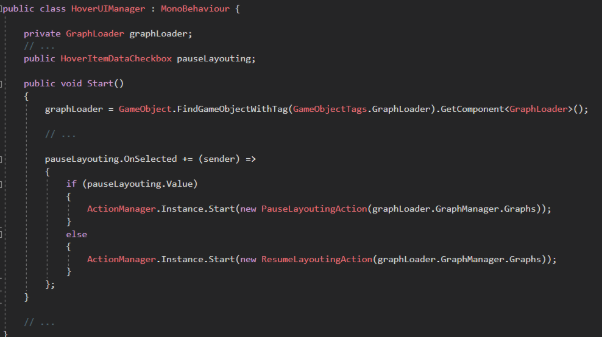 public class HoverUIManager : MonoBehaviour {
private GraphLoader graphLoader;
// ...
public HoverItemDataCheckbox pauseLayouting;
public void Start()
{
graphLoader = GameObject.FindGameObjectWithTag(GameObjectTags.GraphLoader).GetComponent<GraphLoader>();
// ...
pauseLayouting.OnSelected += (sender) =>
{
if (pauseLayouting.Value)
{
ActionManager.Instance.Start(new PauseLayoutingAction(graphLoader.GraphManager.Graphs));
}
else
{
ActionManager.Instance.Start(new ResumeLayoutingAction(graphLoader.GraphManager.Graphs));
}
};
}
// ...
}